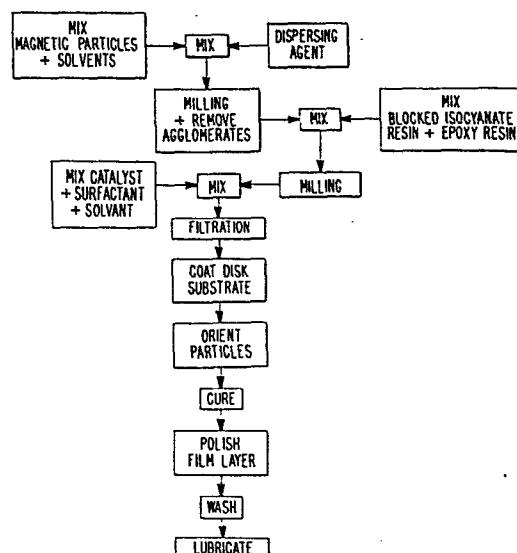 MIX
MAGNETIC PARTICLES
+ SOLVENTS
MIX
DISPERSING
AGENT
MILLING
+ REMOVE
AGGLOMERATES
MIX
MIX
BLOCKED ISOCYANATE
RESIN + EPOXY RESIN
MIX CATALYST
+ SURFACTANT
+ SOLVANT
MIX
MILLING
FILTRATION
COAT DISK
SUBSTRATE
ORIENT
PARTICLES
CURE
POLISH
FILM LAYER
WASH
LUBRICATE